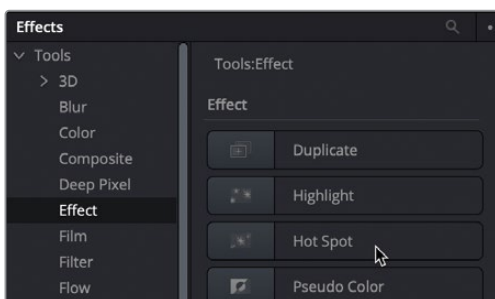 Effects
Tools
3D
Blur
Color
Composite
Deep Pixel
Effect
Film
Filter
Flow
Tools:Effect
Effect
Duplicate
Highlight
Hot Spot
Pseudo Color